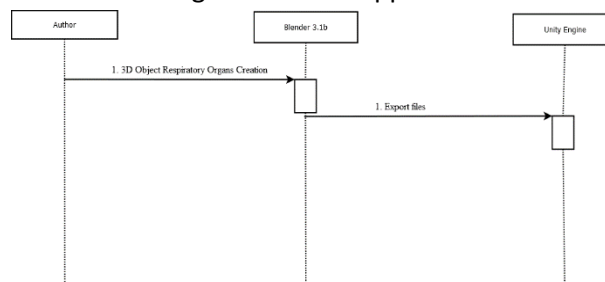 Author
Blender 3.1b
Unity Engine
1. 3D Object Respiratory Organs Creation
1. Export files